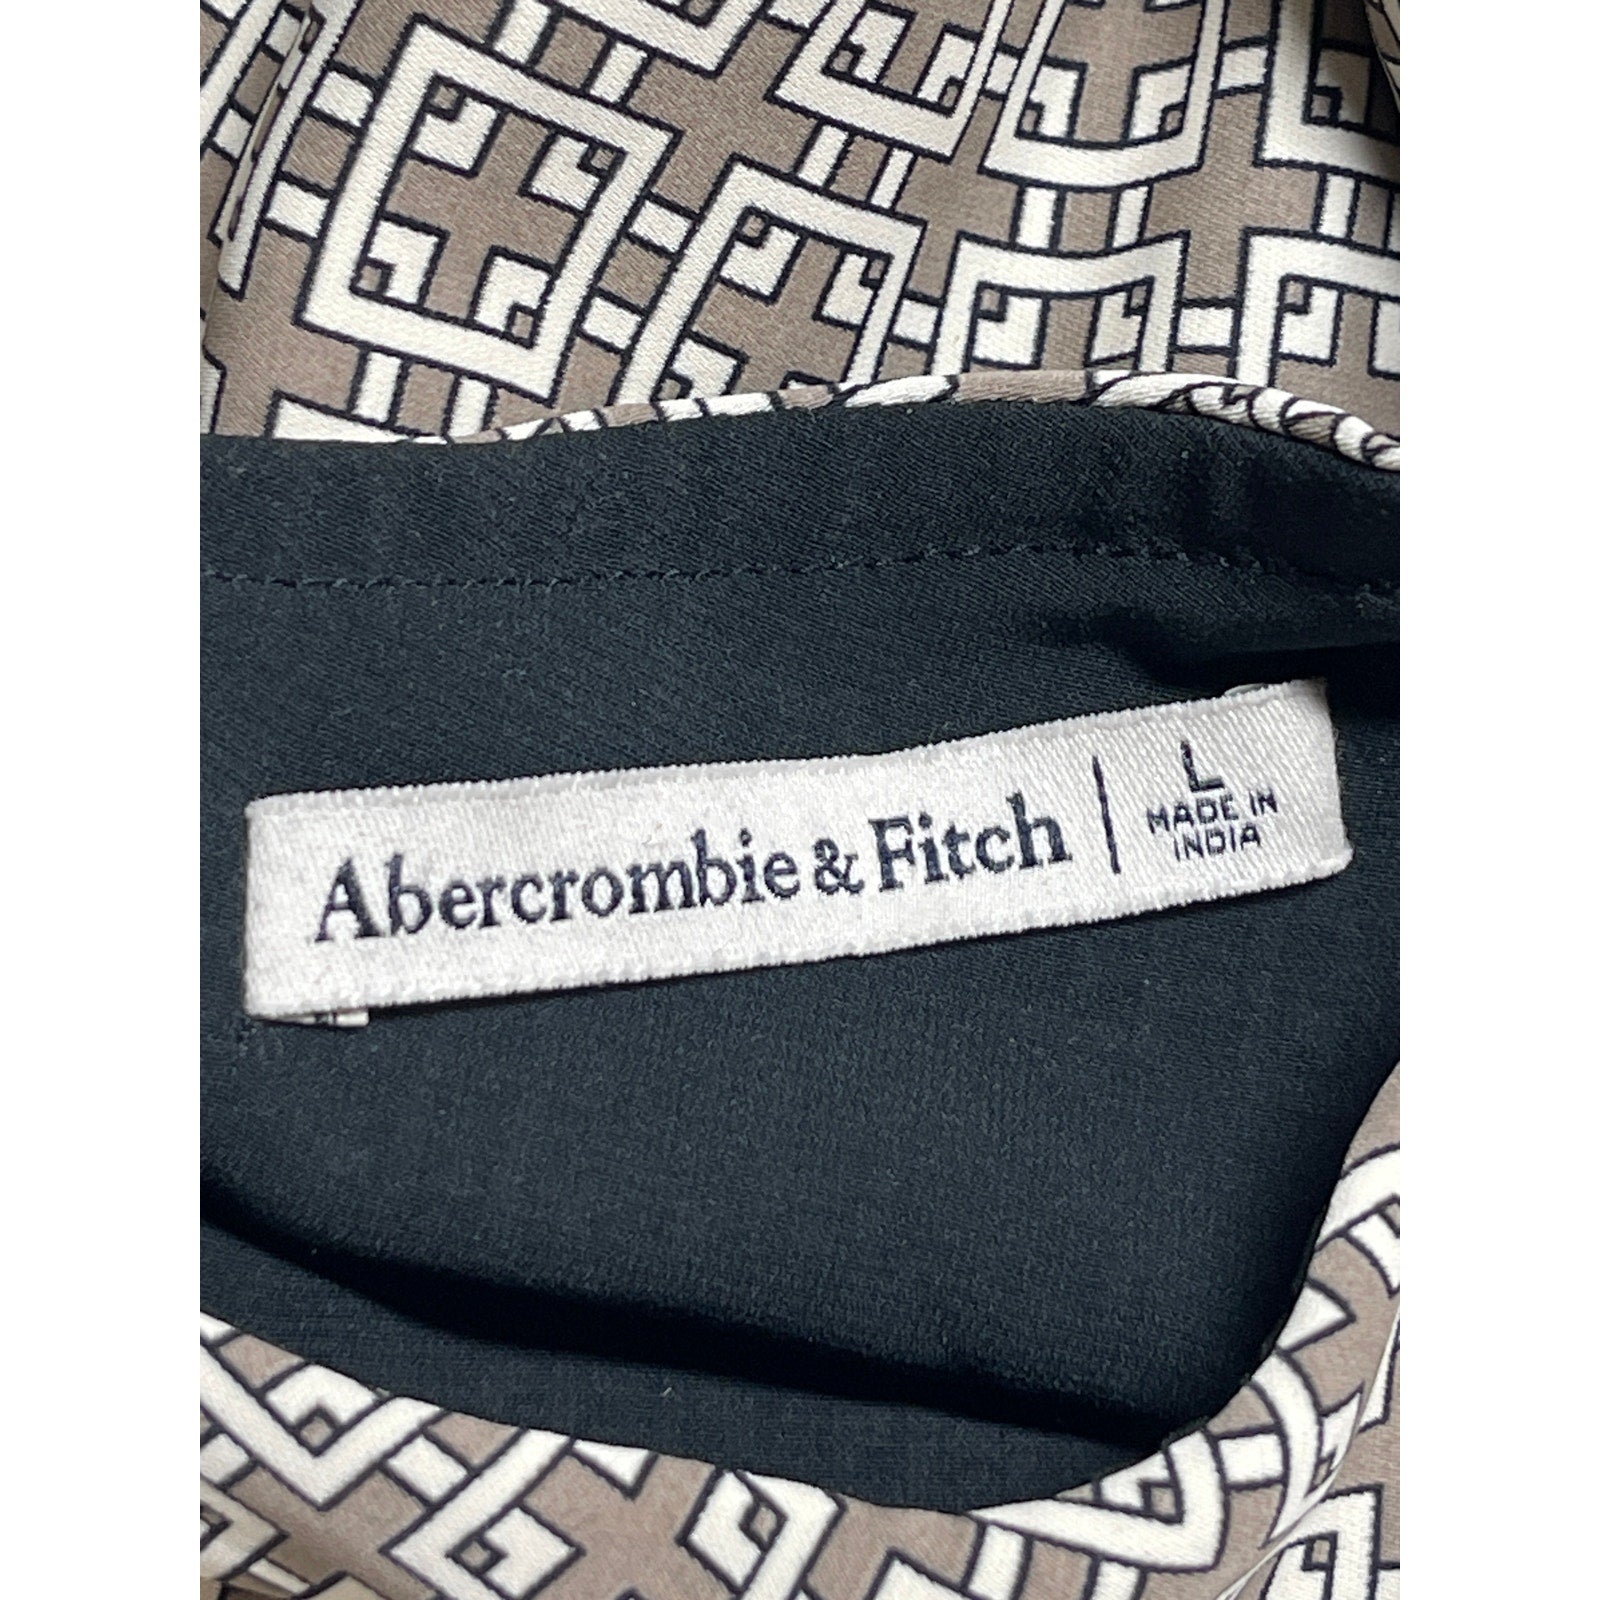 Abercrombie & Fitch | L
MADE IN
INDIA